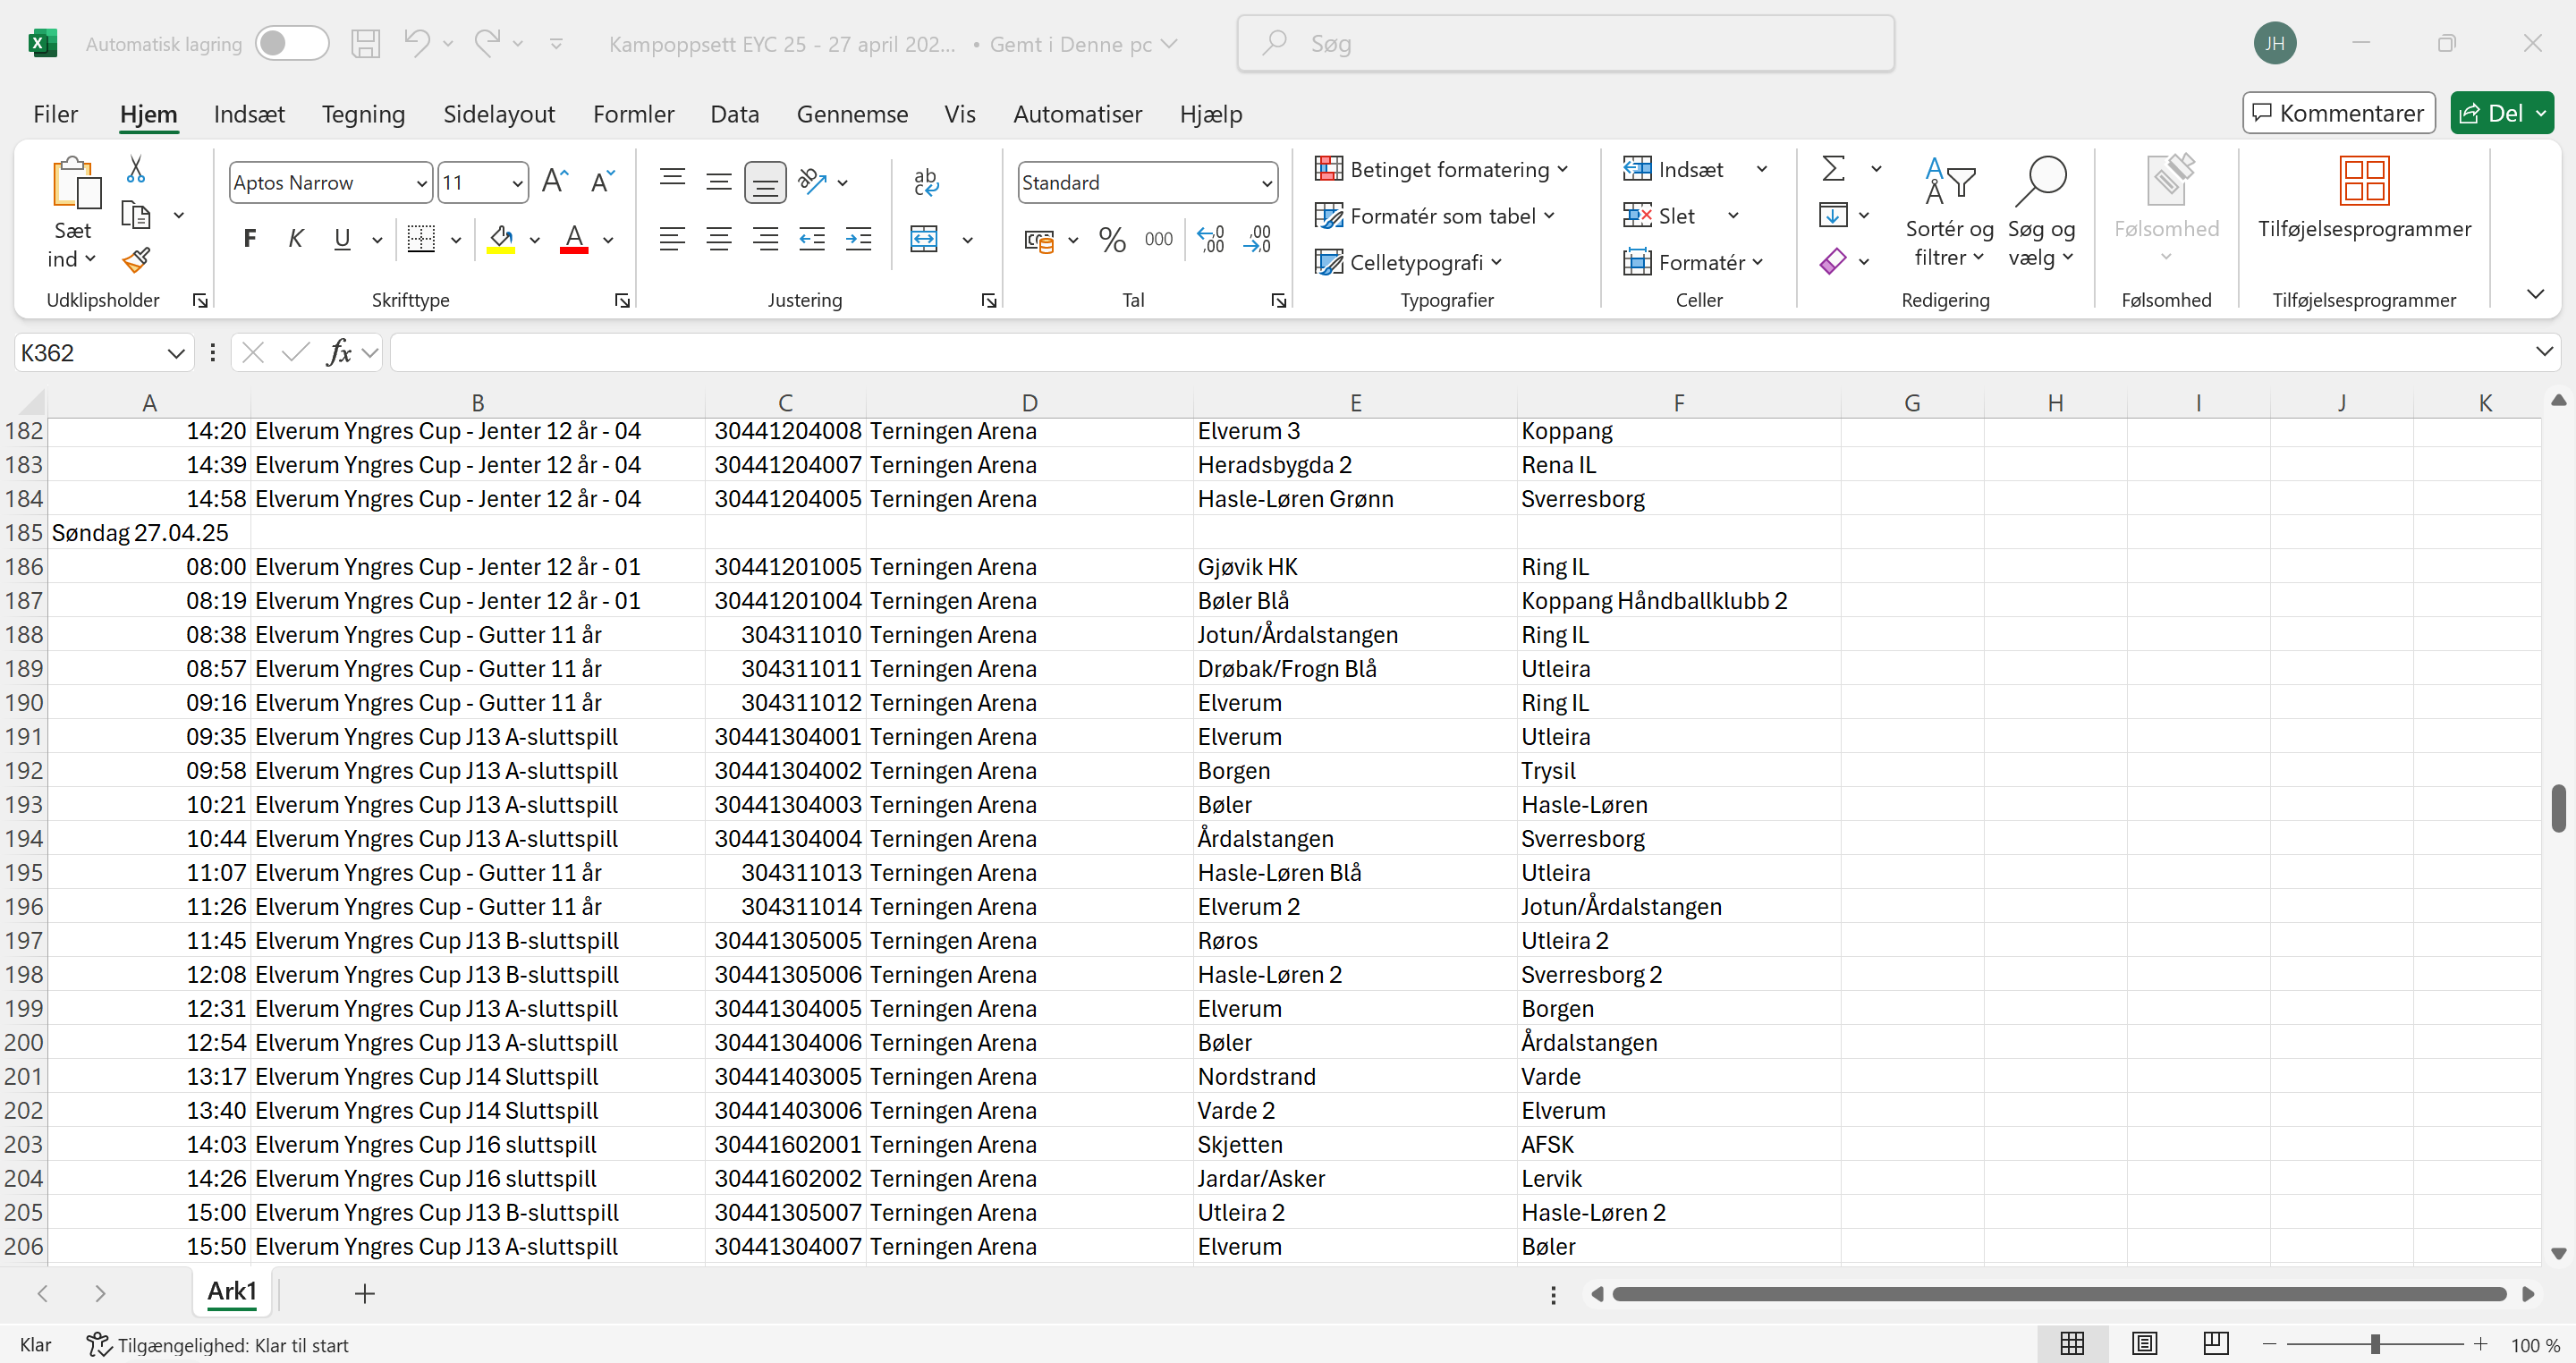 Automatisk lagring Kampoppsett EYC 25 - 27 april 202... • Gemt i Denne pc Søg JH
Filer Hjem Indsæt Tegning Sidelayout Formler Data Gennemse Vis Automatiser Hjælp Kommentarer Del
Sæt ind
Udklipsholder
Aptos Narrow 11
F K U
Skrifttype
ab
Justering
Standard
% 000
Tal
Betinget formatering
Formatér som tabel
Celletypografi
Typografier
Indsæt
Slet
Formatér
Celler
Sortér og filtrer
Søg og vælg
Redigering
Følsomhed
Følsomhed
Tilføjelsesprogrammer
Tilføjelsesprogrammer
K362 fx
A B C D E F G H I J K
182 14:20 Elverum Yngres Cup - Jenter 12 år - 04 30441204008 Terningen Arena Elverum 3 Koppang
183 14:39 Elverum Yngres Cup - Jenter 12 år - 04 30441204007 Terningen Arena Heradsbygda 2 Rena IL
184 14:58 Elverum Yngres Cup - Jenter 12 år - 04 30441204005 Terningen Arena Hasle-Løren Grønn Sverresborg
185 Søndag 27.04.25
186 08:00 Elverum Yngres Cup - Jenter 12 år - 01 30441201005 Terningen Arena Gjøvik HK Ring IL
187 08:19 Elverum Yngres Cup - Jenter 12 år - 01 30441201004 Terningen Arena Bøler Blå Koppang Håndballklubb 2
188 08:38 Elverum Yngres Cup - Gutter 11 år 304311010 Terningen Arena Jotun/Årdalstangen Ring IL
189 08:57 Elverum Yngres Cup - Gutter 11 år 304311011 Terningen Arena Drøbak/Frogn Blå Utleira
190 09:16 Elverum Yngres Cup - Gutter 11 år 304311012 Terningen Arena Elverum Ring IL
191 09:35 Elverum Yngres Cup J13 A-sluttspill 30441304001 Terningen Arena Elverum Utleira
192 09:58 Elverum Yngres Cup J13 A-sluttspill 30441304002 Terningen Arena Borgen Trysil
193 10:21 Elverum Yngres Cup J13 A-sluttspill 30441304003 Terningen Arena Bøler Hasle-Løren
194 10:44 Elverum Yngres Cup J13 A-sluttspill 30441304004 Terningen Arena Årdalstangen Sverresborg
195 11:07 Elverum Yngres Cup - Gutter 11 år 304311013 Terningen Arena Hasle-Løren Blå Utleira
196 11:26 Elverum Yngres Cup - Gutter 11 år 304311014 Terningen Arena Elverum 2 Jotun/Årdalstangen
197 11:45 Elverum Yngres Cup J13 B-sluttspill 30441305005 Terningen Arena Røros Utleira 2
198 12:08 Elverum Yngres Cup J13 B-sluttspill 30441305006 Terningen Arena Hasle-Løren 2 Sverresborg 2
199 12:31 Elverum Yngres Cup J13 A-sluttspill 30441304005 Terningen Arena Elverum Borgen
200 12:54 Elverum Yngres Cup J13 A-sluttspill 30441304006 Terningen Arena Bøler Årdalstangen
201 13:17 Elverum Yngres Cup J14 Sluttspill 30441403005 Terningen Arena Nordstrand Varde
202 13:40 Elverum Yngres Cup J14 Sluttspill 30441403006 Terningen Arena Varde 2 Elverum
203 14:03 Elverum Yngres Cup J16 sluttspill 30441602001 Terningen Arena Skjetten AFSK
204 14:26 Elverum Yngres Cup J16 sluttspill 30441602002 Terningen Arena Jardar/Asker Lervik
205 15:00 Elverum Yngres Cup J13 B-sluttspill 30441305007 Terningen Arena Utleira 2 Hasle-Løren 2
206 15:50 Elverum Yngres Cup J13 A-sluttspill 30441304007 Terningen Arena Elverum Bøler
Ark1
Klar Tilgængelighed: Klar til start 100 %